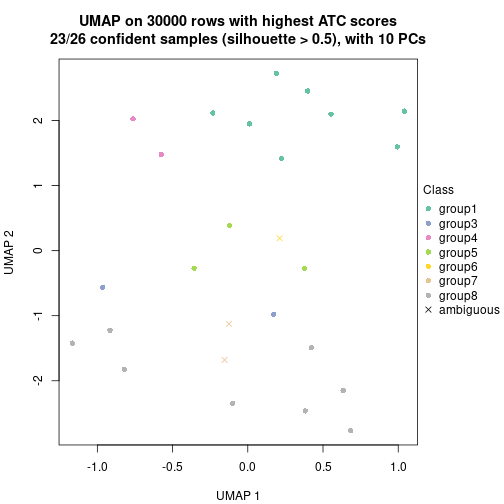 UMAP on 30000 rows with highest ATC scores
23/26 confident samples (silhouette > 0.5), with 10 PCs
UMAP 2
2
1
0
-1
-2
-1.0 -0.5 0.0 0.5 1.0
UMAP 1
Class
group1
group3
group4
group5
group6
group7
group8
ambiguous